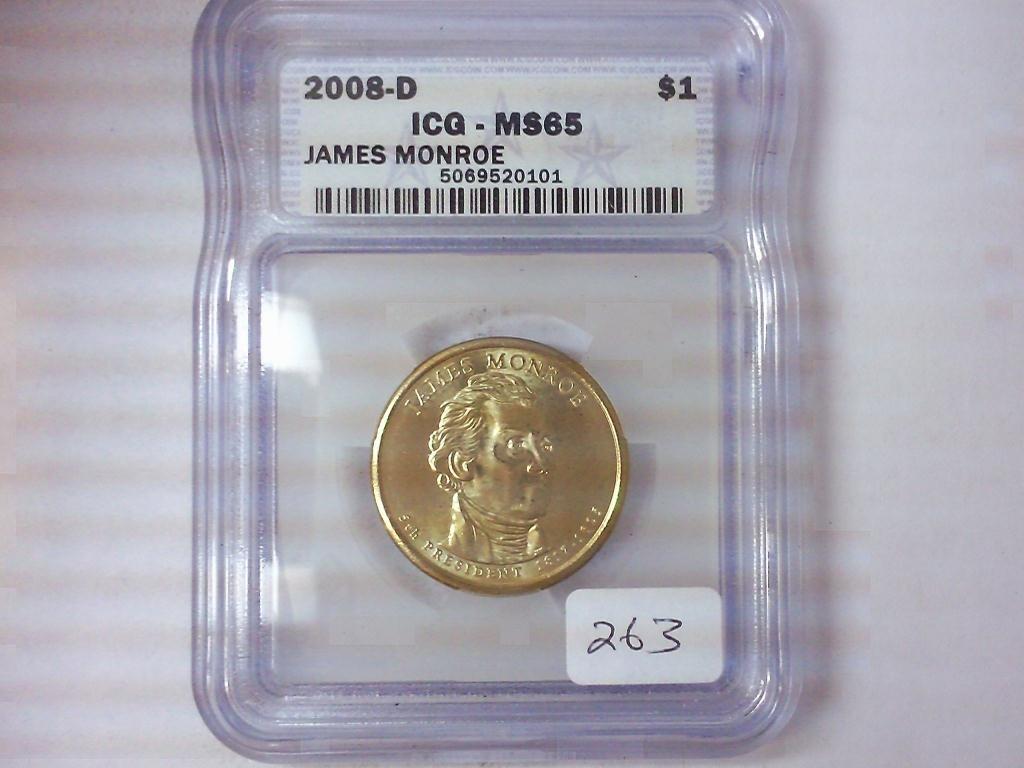 2008-D $1
ICG - MS65
JAMES MONROE
5069520101
JAMES MONROE
5th PRESIDENT
263